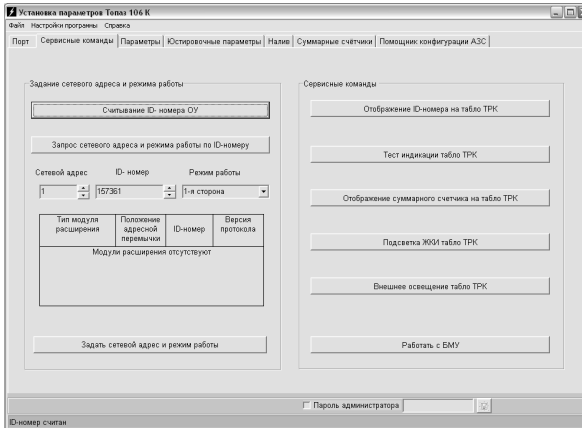 Установка параметров Топаз 106 К
Файл Настройки программы Справка
Порт Сервисные команды Параметры Юстировочные параметры Налив Суммарные счётчики Помощник конфигурации АЗС
Задание сетевого адреса и режима работы
Считывание ID- номера ОУ
Запрос сетевого адреса и режима работы по ID-номеру
Сетевой адрес ID- номер Режим работы
1 157361 1-я сторона
Тип модуля расширения Положение адресной перемычки ID-номер Версия протокола
Модули расширения отсутствуют
Задать сетевой адрес и режим работы
Сервисные команды
Отображение ID-номера на табло ТРК
Тест индикации табло ТРК
Отображение суммарного счетчика на табло ТРК
Подсветка ЖКИ табло ТРК
Внешнее освещение табло ТРК
Работать с БМУ
Пароль администратора
ID-номер считан